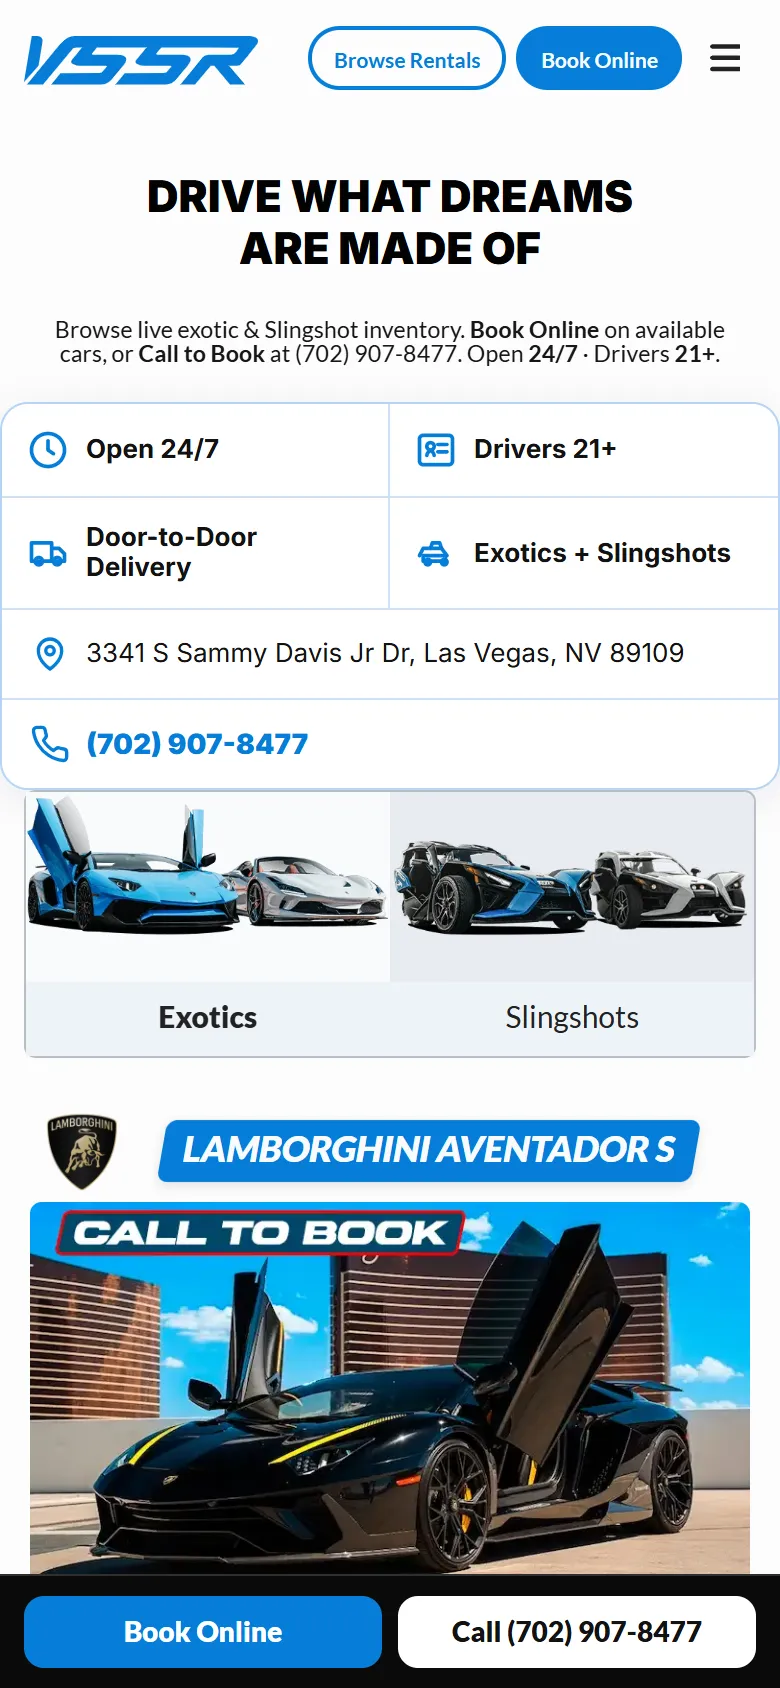 VSSR
Browse Rentals
Book Online
DRIVE WHAT DREAMS
ARE MADE OF
Browse live exotic & Slingshot inventory. Book Online on available
cars, or Call to Book at (702) 907-8477. Open 24/7 · Drivers 21+.
Open 24/7
Drivers 21+
Door-to-Door
Delivery
Exotics + Slingshots
3341 S Sammy Davis Jr Dr, Las Vegas, NV 89109
(702) 907-8477
Exotics
Slingshots
LAMBORGHINI
LAMBORGHINI AVENTADOR S
CALL TO BOOK
Book Online
Call (702) 907-8477